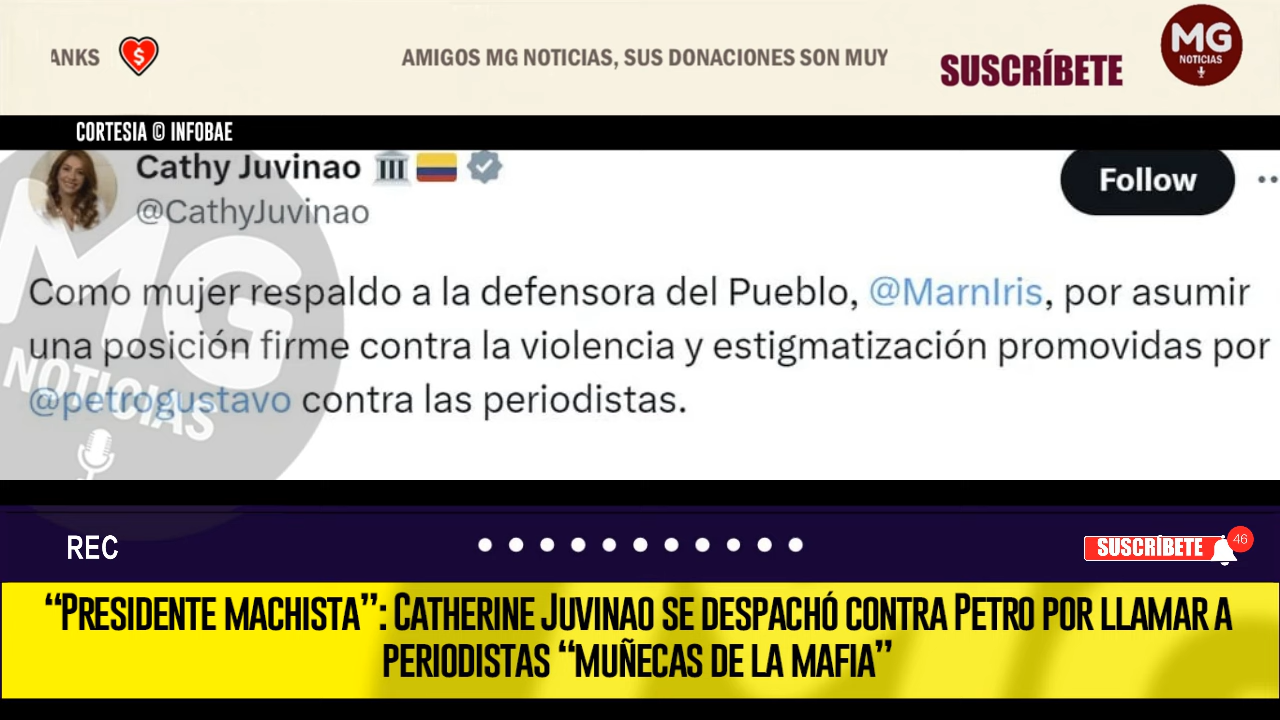 ANKS
AMIGOS MG NOTICIAS, SUS DONACIONES SON MUY
SUSCRÍBETE
MG
NOTICIAS
CORTESIA © INFOBAE
Cathy Juvinao
@CathyJuvinao
Follow
Como mujer respaldo a la defensora del Pueblo, @MarnIris, por asumir
una posición firme contra la violencia y estigmatización promovidas por
@petrogustavo contra las periodistas.
MG
NOTICIAS
REC
SUSCRÍBETE
46
“PRESIDENTE MACHISTA”: CATHERINE JUVINAO SE DESPACHÓ CONTRA PETRO POR LLAMAR A
PERIODISTAS “MUÑECAS DE LA MAFIA”